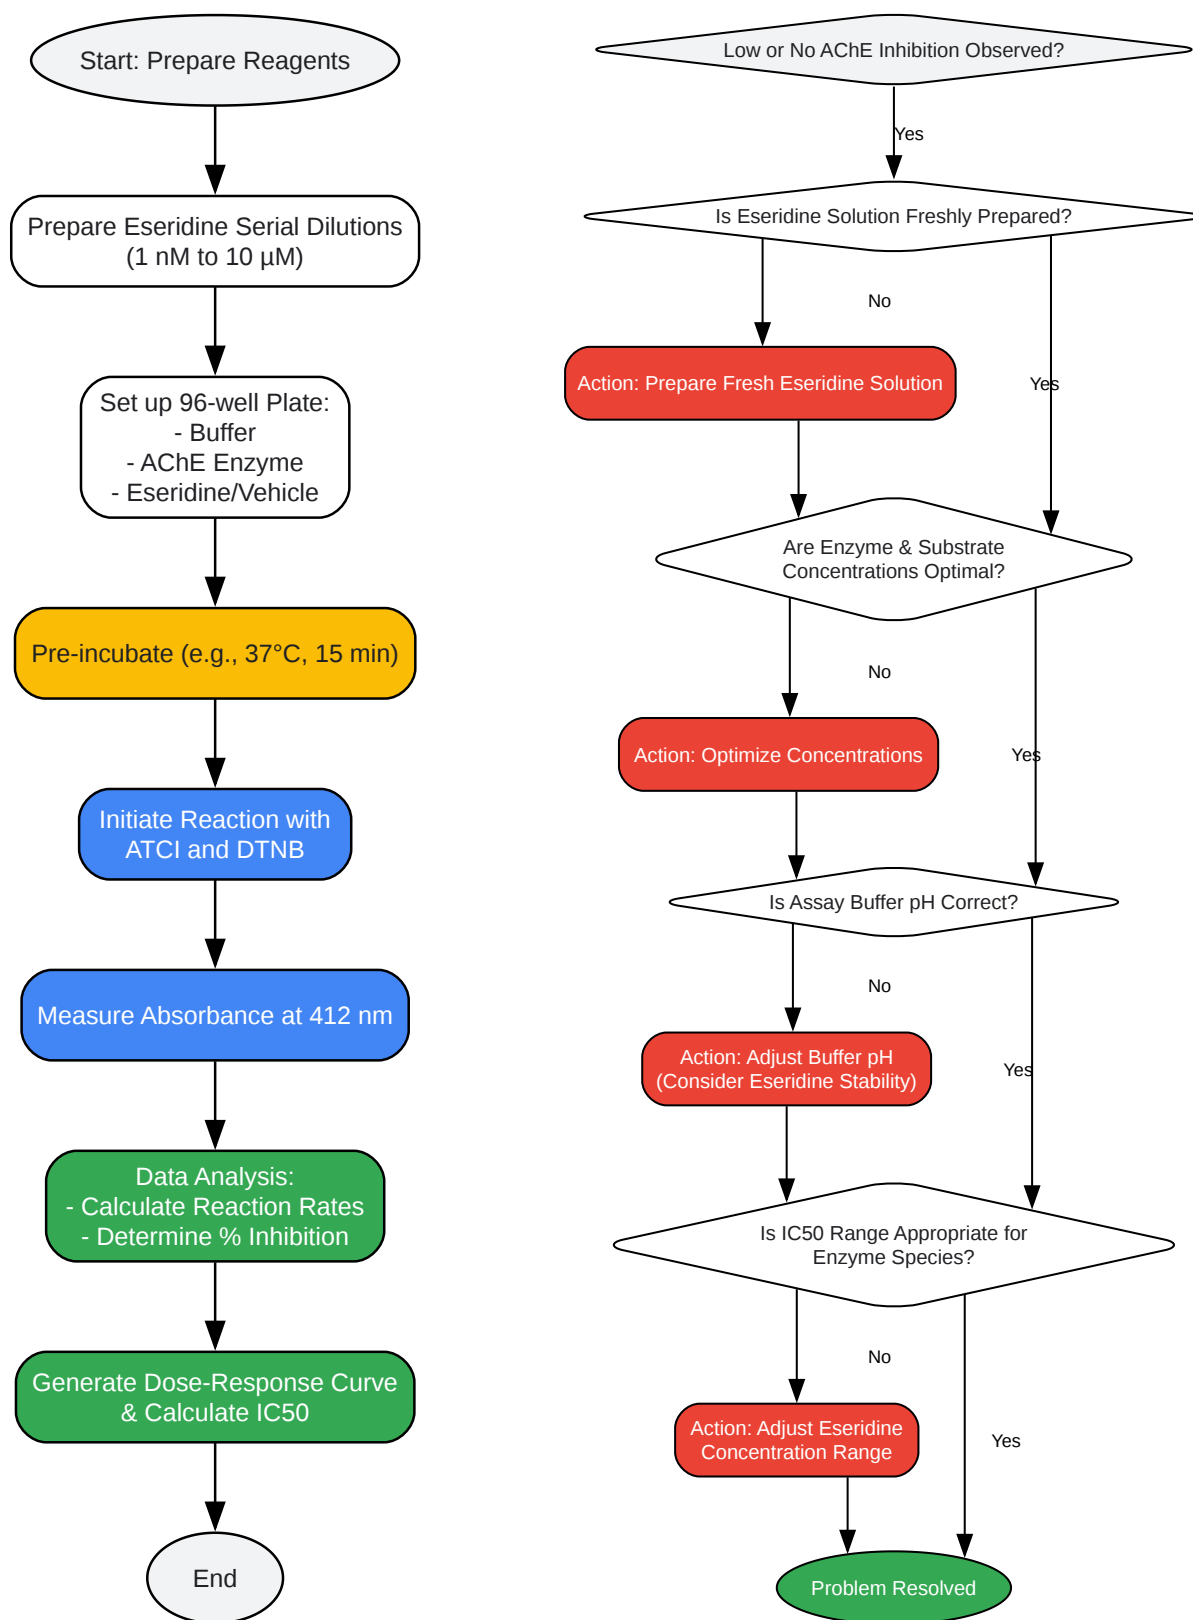 Start: Prepare Reagents
Prepare Eseridine Serial Dilutions
(1 nM to 10 µM)
Set up 96-well Plate:
- Buffer
- AChE Enzyme
- Eseridine/Vehicle
Pre-incubate (e.g., 37°C, 15 min)
Initiate Reaction with
ATCI and DTNB
Measure Absorbance at 412 nm
Data Analysis:
- Calculate Reaction Rates
- Determine % Inhibition
Generate Dose-Response Curve
& Calculate IC50
End
Low or No AChE Inhibition Observed?
Yes
Is Eseridine Solution Freshly Prepared?
No
Action: Prepare Fresh Eseridine Solution
Yes
Are Enzyme & Substrate
Concentrations Optimal?
No
Action: Optimize Concentrations
Yes
Is Assay Buffer pH Correct?
No
Action: Adjust Buffer pH
(Consider Eseridine Stability)
Yes
Is IC50 Range Appropriate for
Enzyme Species?
No
Action: Adjust Eseridine
Concentration Range
Yes
Problem Resolved